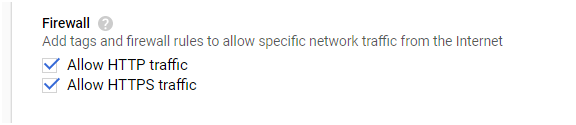 Firewall ?
Add tags and firewall rules to allow specific network traffic from the Internet
Allow HTTP traffic
Allow HTTPS traffic